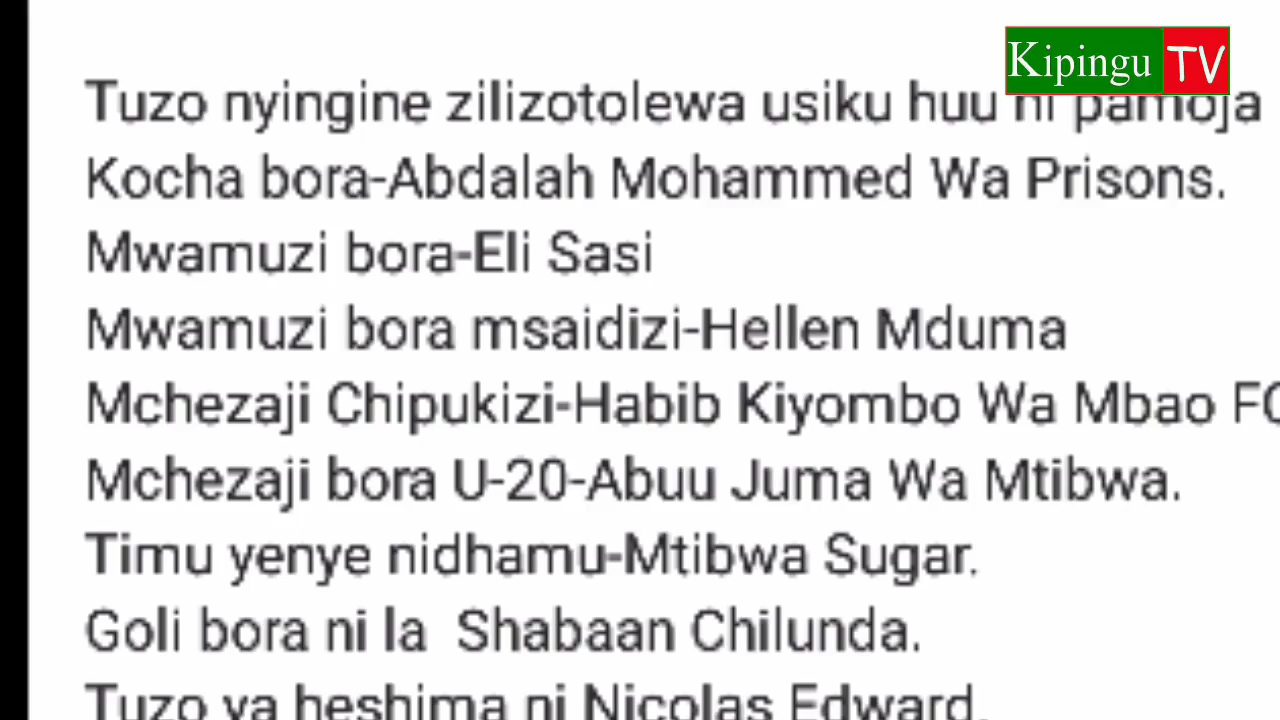 Kipingu TV
Tuzo nyingine zilizotolewa usiku huu ni pamoja
Kocha bora-Abdalah Mohammed Wa Prisons.
Mwamuzi bora-Eli Sasi
Mwamuzi bora msaidizi-Hellen Mduma
Mchezaji Chipukizi-Habib Kiyombo Wa Mbao FC
Mchezaji bora U-20-Abuu Juma Wa Mtibwa.
Timu yenye nidhamu-Mtibwa Sugar.
Goli bora ni la Shabaan Chilunda.
Tuzo ya heshima ni Nicolas Edward.